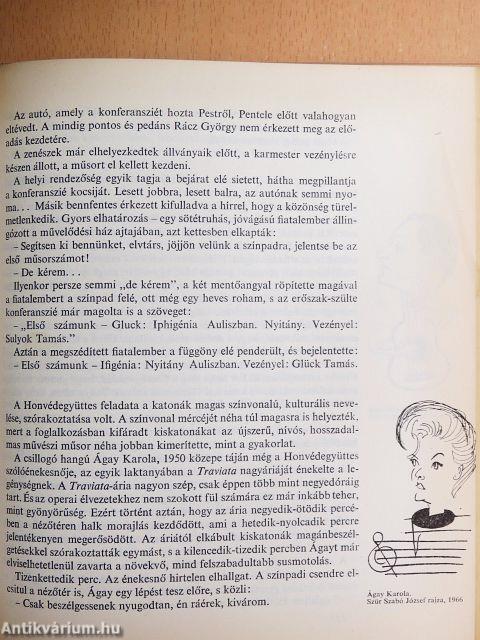 Az autó, amely a konferansziét hozta Pestről, Pentele előtt valahogyan
eltévedt. A mindig pontos és pedáns Rácz György nem érkezett meg az elő-
adás kezdetére.
A zenészek már elhelyezkedtek állványaik előtt, a karmester vezénylésre
készen állott, a műsort el kellett kezdeni.
A helyi rendezőség egyik tagja a bejárat elé sietett, hátha megpillantja
a konferanszié kocsiját. Lesett jobbra, lesett balra, az autónak semmi nyo-
ma... Másik bennfentes érkezett kifulladva a hírrel, hogy a közönség türel-
metlenkedik. Gyors elhatározás – egy sötétruhás, jóvágású fiatalember állin-
gózott a művelődési ház ajtajában, azt kettesben elkapták:
– Segítsen ki bennünket, elvtárs, jöjjön velünk a színpadra, jelentse be az
első műsorszámot!
– De kérem...
Ilyenkor persze semmi „de kérem", a két mentőangyal röpítette magával
a fiatalembert a színpad felé, ott még egy heves roham, s az erőszak-szülte
konferanszié már magolta is a szöveget:
– „Első számunk – Gluck: Iphigénia Auliszban. Nyitány. Vezényel:
Sulyok Tamás."
Aztán a megszédített fiatalember a függöny elé penderült, és bejelentette:
– Első számunk – Ifigénia: Nyitány Auliszban. Vezényel: Glück Tamás.
A Honvédegyüttes feladata a katonák magas színvonalú, kulturális neve-
lése, szórakoztatása volt. A színvonal mércéjét néha túl magasra is helyezték,
mert a foglalkozásban kifáradt kiskatonákat az újszerű, nívós, hosszadal-
mas művészi műsor néha jobban kimerítette, mint a gyakorlat.
A csillogó hangú Ágay Karola, 1950 közepe táján még a Honvédegyüttes
szólóénekesnője, az egyik laktanyában a Traviata nagyáriáját énekelte a le-
génységnek. A Traviata-ária nagyon szép, csak éppen több mint negyedóráig
tart. És az operai élvezetekhez nem szokott fül számára ez már inkább teher,
mint gyönyörűség. Ezért történt aztán, hogy az ária negyedik-ötödik percé-
ben a nézőtéren halk morajlás kezdődött, ami a hetedik-nyolcadik percre
jelentékenyen megerősödött. Az áriától elkábult kiskatonák magánbeszél-
getésekkel szórakoztatták egymást, s a kilencedik-tizedik percben Ágayt már
elviselhetetlenül zavarta a növekvő, mind felszabadultabb susmotolás.
Tizenkettedik perc. Az énekesnő hirtelen elhallgat. A színpadi csendre el-
csitul a nézőtér is, Ágay egy lépést tesz előre, s közli:
– Csak beszélgessenek nyugodtan, én ráérek, kivárom.
Ágay Karola.
Szűr Szabó József rajza, 1966
© Antikvarium.hu